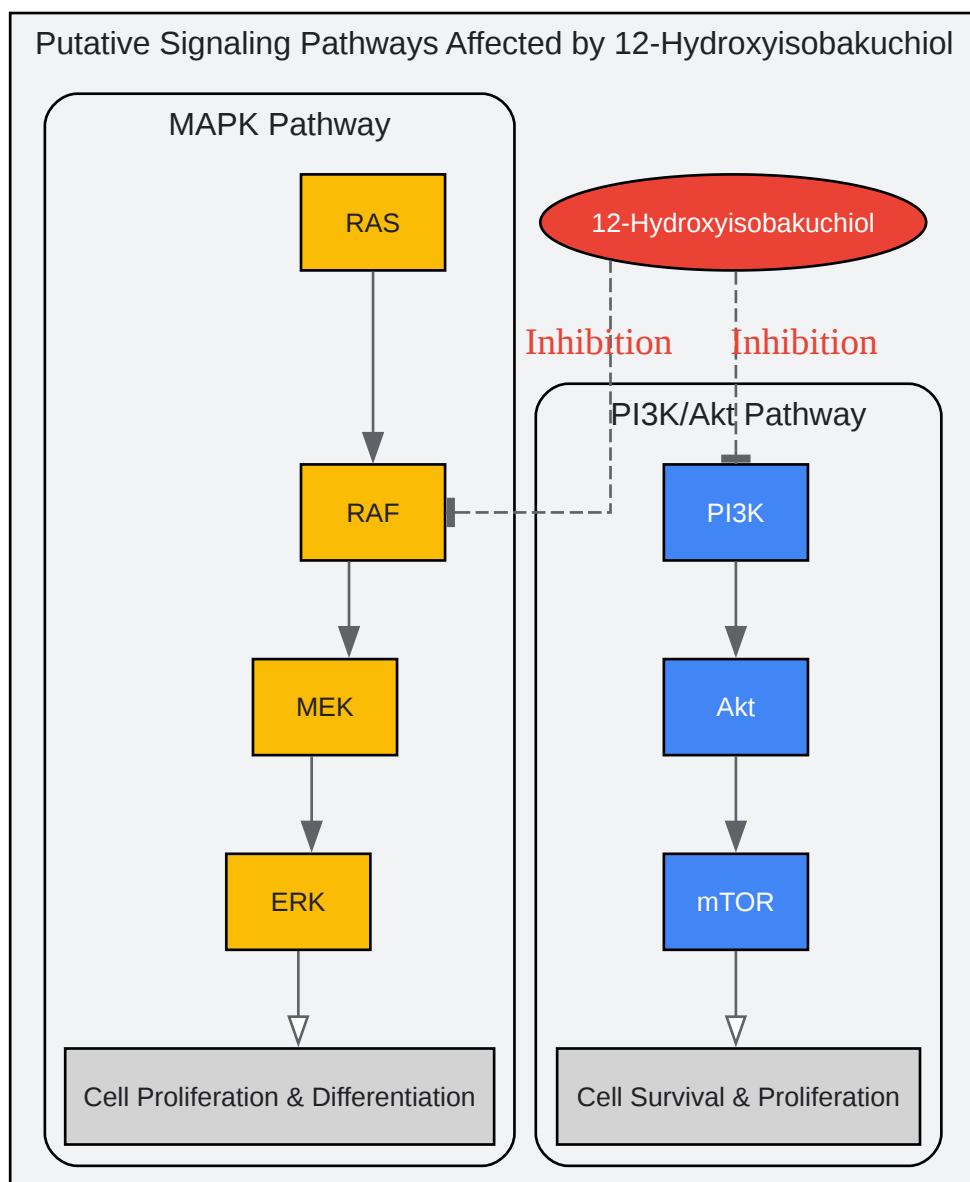 Putative Signaling Pathways Affected by 12-Hydroxyisobakuchiol
MAPK Pathway
RAS
12-Hydroxyisobakuchiol
Inhibition
Inhibition
PI3K/Akt Pathway
RAF
PI3K
MEK
Akt
ERK
mTOR
Cell Proliferation & Differentiation
Cell Survival & Proliferation